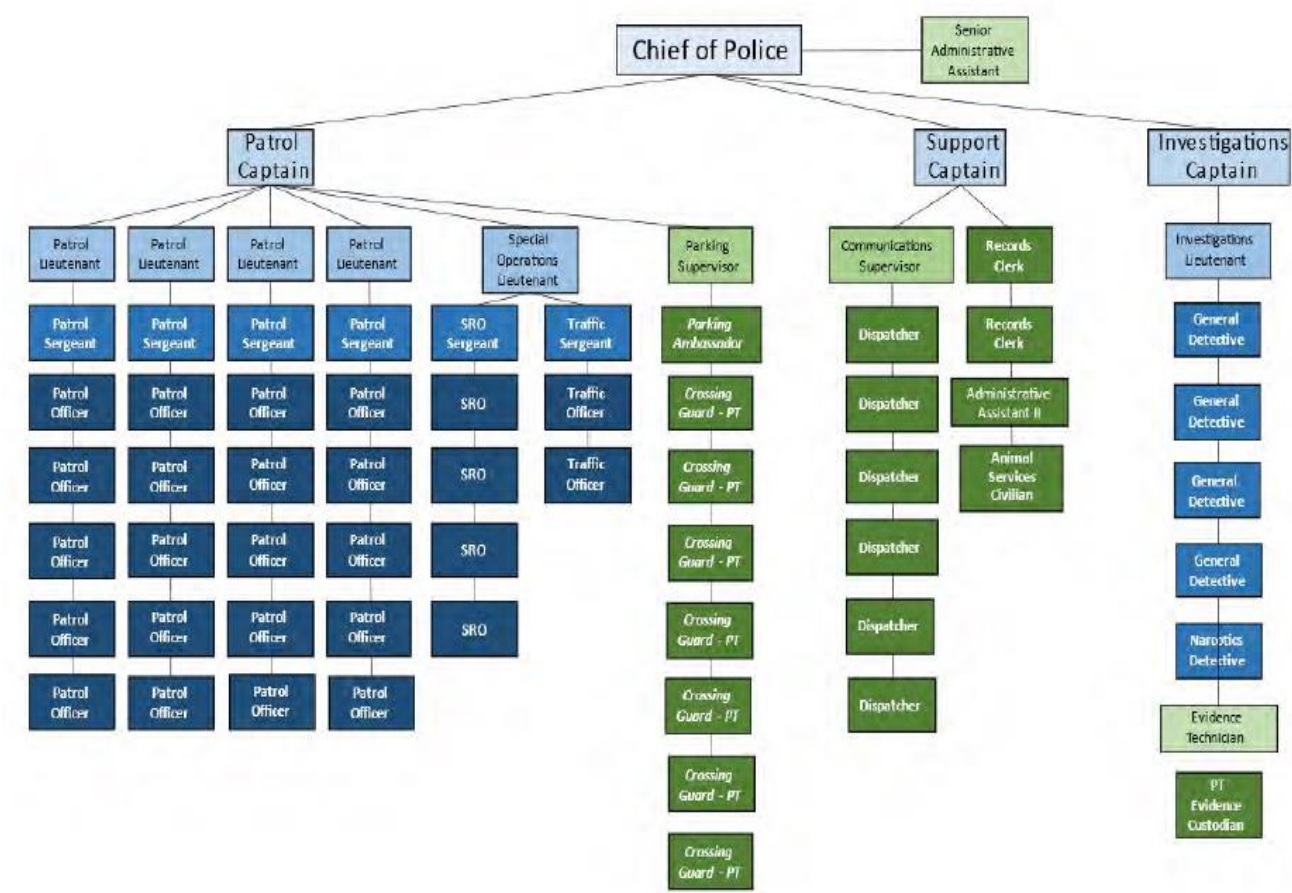 Chief of Police
Senior
Administrative
Assistant
Patrol
Captain
Support
Captain
Investigations
Captain
Patrol
Lieutenant
Patrol
Lieutenant
Patrol
Lieutenant
Patrol
Lieutenant
Special
Operations
Lieutenant
Parking
Supervisor
Communications
Supervisor
Records
Clerk
Investigations
Lieutenant
Patrol
Sergeant
Patrol
Sergeant
Patrol
Sergeant
Patrol
Sergeant
SRO
Sergeant
Traffic
Sergeant
Parking
Ambassador
Dispatcher
Records
Clerk
General
Detective
Patrol
Officer
Patrol
Officer
Patrol
Officer
Patrol
Officer
SRO
Traffic
Officer
Crossing
Guard - PT
Dispatcher
Administrative
Assistant II
General
Detective
Patrol
Officer
Patrol
Officer
Patrol
Officer
Patrol
Officer
SRO
Traffic
Officer
Crossing
Guard - PT
Dispatcher
Animal
Services
Civilian
General
Detective
Patrol
Officer
Patrol
Officer
Patrol
Officer
Patrol
Officer
SRO
Crossing
Guard - PT
Dispatcher
General
Detective
Patrol
Officer
Patrol
Officer
Patrol
Officer
Patrol
Officer
SRO
Crossing
Guard - PT
Dispatcher
Narcotics
Detective
Patrol
Officer
Patrol
Officer
Patrol
Officer
Patrol
Officer
Crossing
Guard - PT
Dispatcher
Evidence
Technician
Crossing
Guard - PT
PT
Evidence
Custodian
Crossing
Guard - PT